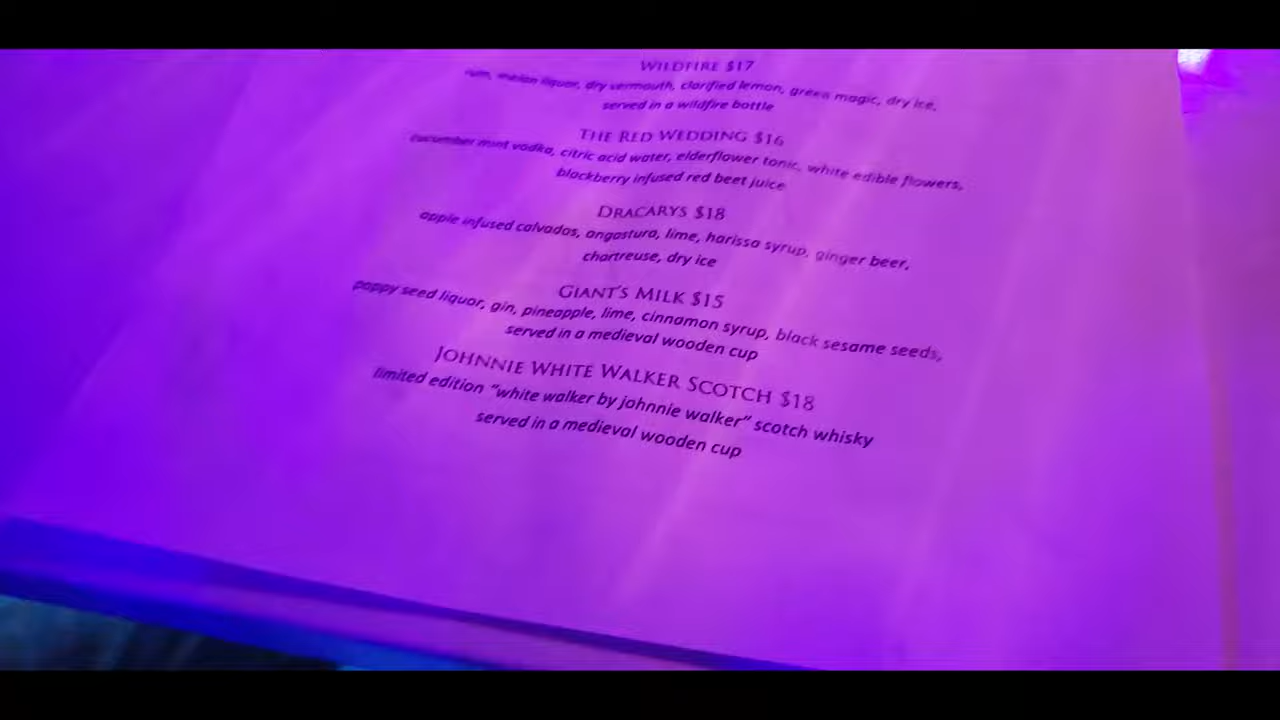 WILDFIRE $17
rum, melon liquor, dry vermouth, clarified lemon, green magic, dry ice,
served in a wildfire bottle
THE RED WEDDING $16
cucumber mint vodka, citric acid water, elderflower tonic, white edible flowers,
blackberry infused red beet juice
DRACARYS $18
apple infused calvados, angostura, lime, harissa syrup, ginger beer,
chartreuse, dry ice
GIANT'S MILK $15
poppy seed liquor, gin, pineapple, lime, cinnamon syrup, black sesame seeds,
served in a medieval wooden cup
JOHNNIE WHITE WALKER SCOTCH $18
limited edition "white walker by johnnie walker" scotch whisky
served in a medieval wooden cup